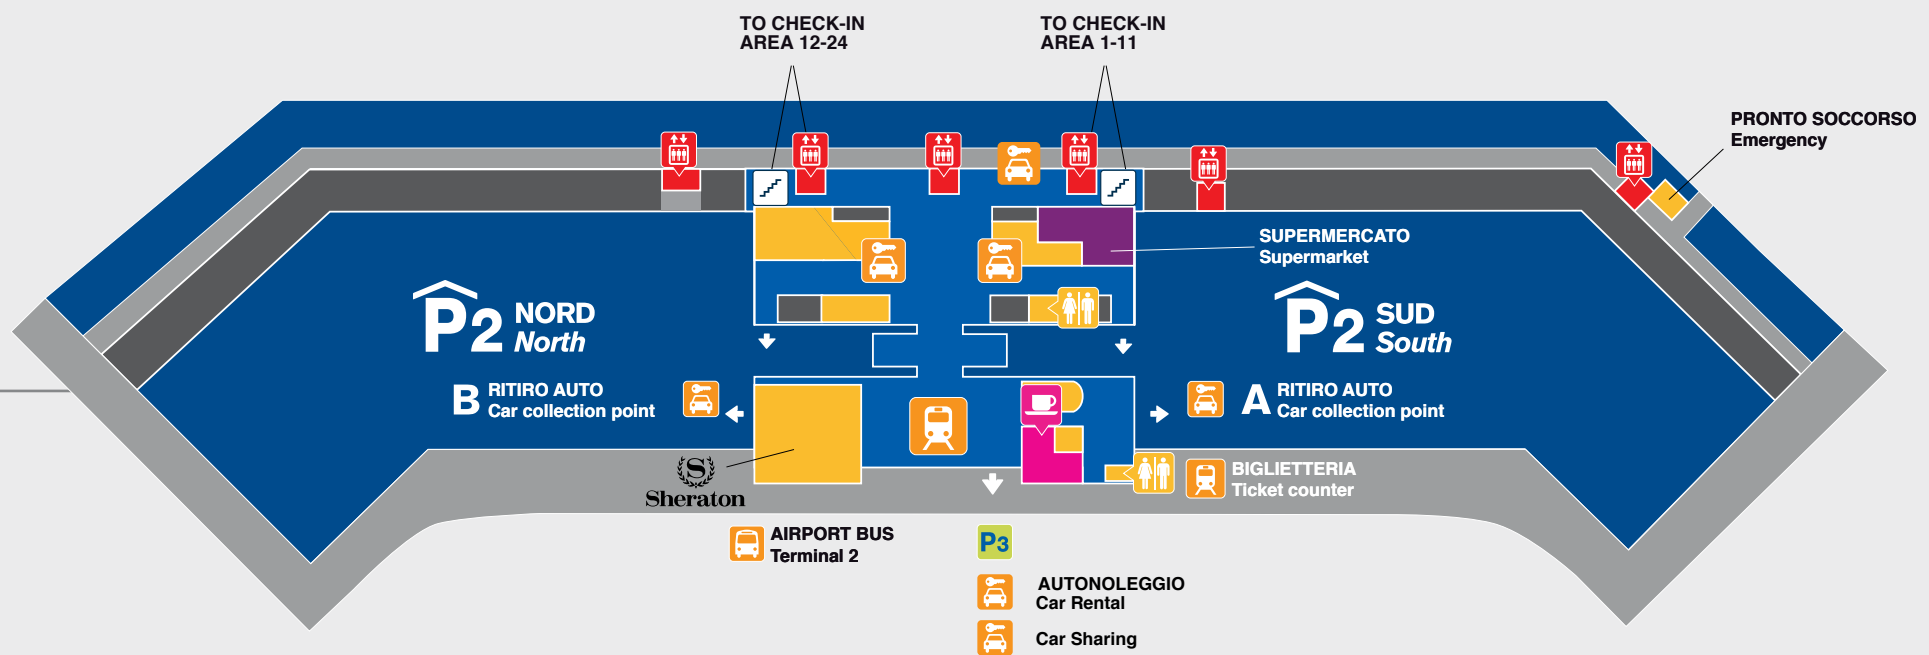 TO CHECK-IN
AREA 12-24
TO CHECK-IN
AREA 1-11
PRONTO SOCCORSO
Emergency
SUPERMERCATO
Supermarket
P2 NORD
North
P2 SUD
South
B RITIRO AUTO
Car collection point
A RITIRO AUTO
Car collection point
S
Sheraton
BIGLIETTERIA
Ticket counter
AIRPORT BUS
Terminal 2
P3
AUTONOLEGGIO
Car Rental
Car Sharing